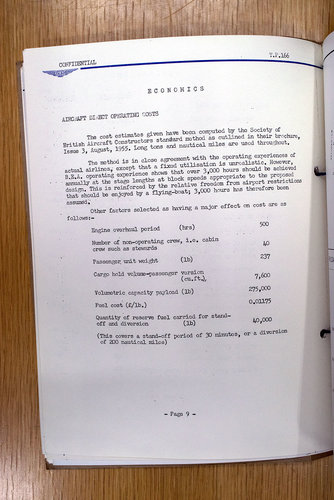 CONFIDENTIAL
T.P.166
ECONOMICS
AIRCRAFT DIRECT OPERATING COSTS
The cost estimates given have been computed by the Society of
British Aircraft Constructors standard method as outlined in their brochure,
Issue 3, August, 1955. Long tons and nautical miles are used throughout.
The method is in close agreement with the operating experiences of
actual airlines, except that a fixed utilisation is unrealistic. However,
B.E.A. operating experience shows that over 3,000 hours should be achieved
annually at the stage lengths at block speeds appropriate to the proposed
design. This is reinforced by the relative freedom from airport restrictions
that should be enjoyed by a flying-boat; 3,000 hours has therefore been
assumed.
Other factors selected as having a major effect on cost are as
follows:-
Engine overhaul period (hrs) 500
Number of non-operating crew, i.e. cabin
crew such as stewards 40
Passenger unit weight (lb) 237
Cargo hold volume-passenger version
(cu.ft.) 7,600
Volumetric capacity payload (lb) 275,000
Fuel cost (£/lb.) 0.01175
Quantity of reserve fuel carried for stand-
off and diversion (lb) 40,000
(This covers a stand-off period of 30 minutes, or a diversion
of 200 nautical miles)
- Page 9 -